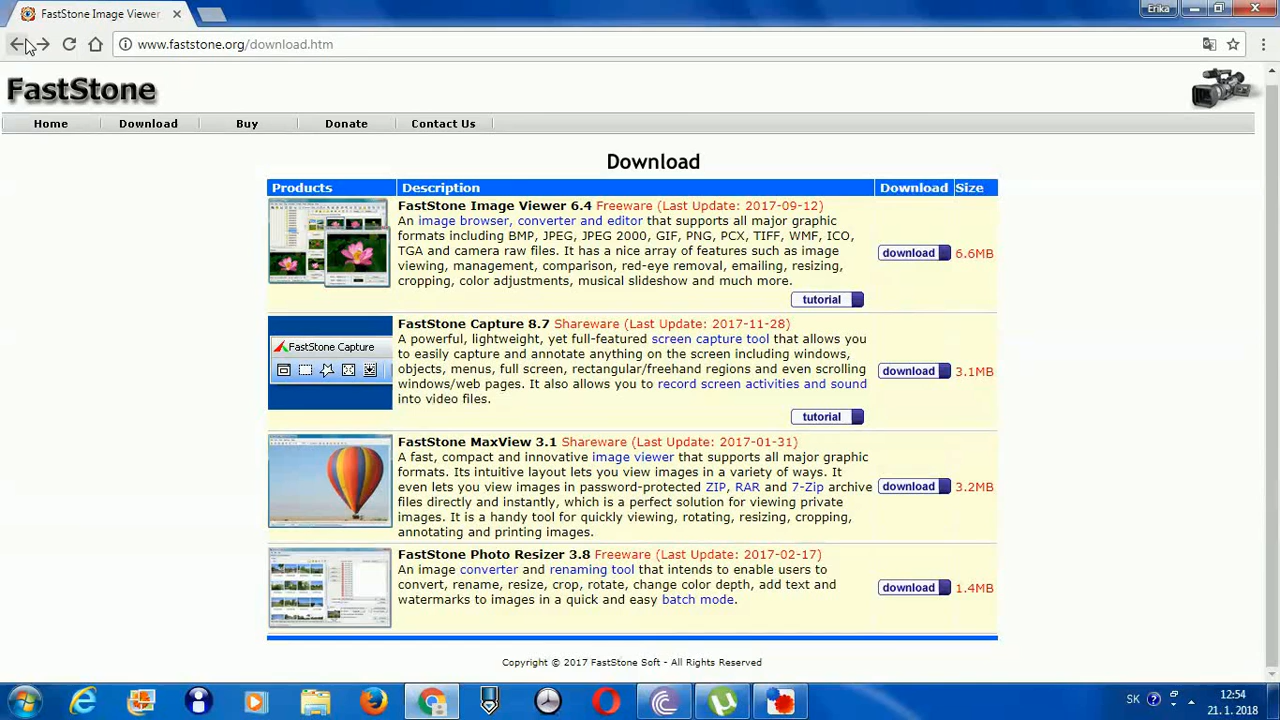 FastStone Image Viewer
Erika
www.faststone.org/download.htm
FastStone
Home Download Buy Donate Contact Us
Download
Products Description Download Size
FastStone Image Viewer 6.4 Freeware (Last Update: 2017-09-12)
An image browser, converter and editor that supports all major graphic
formats including BMP, JPEG, JPEG 2000, GIF, PNG, PCX, TIFF, WMF, ICO,
TGA and camera raw files. It has a nice array of features such as image
viewing, management, comparison, red-eye removal, emailing, resizing,
cropping, color adjustments, musical slideshow and much more.
download 6.6MB
tutorial
FastStone Capture
FastStone Capture 8.7 Shareware (Last Update: 2017-11-28)
A powerful, lightweight, yet full-featured screen capture tool that allows you
to easily capture and annotate anything on the screen including windows,
objects, menus, full screen, rectangular/freehand regions and even scrolling
windows/web pages. It also allows you to record screen activities and sound
into video files.
download 3.1MB
tutorial
FastStone MaxView 3.1 Shareware (Last Update: 2017-01-31)
A fast, compact and innovative image viewer that supports all major graphic
formats. Its intuitive layout lets you view images in a variety of ways. It
even lets you view images in password-protected ZIP, RAR and 7-Zip archive
files directly and instantly, which is a perfect solution for viewing private
images. It is a handy tool for quickly viewing, rotating, resizing, cropping,
annotating and printing images.
download 3.2MB
FastStone Photo Resizer 3.8 Freeware (Last Update: 2017-02-17)
An image converter and renaming tool that intends to enable users to
convert, rename, resize, crop, rotate, change color depth, add text and
watermarks to images in a quick and easy batch mode.
download 1.4MB
Copyright © 2017 FastStone Soft - All Rights Reserved
SK
12:54
21. 1. 2018